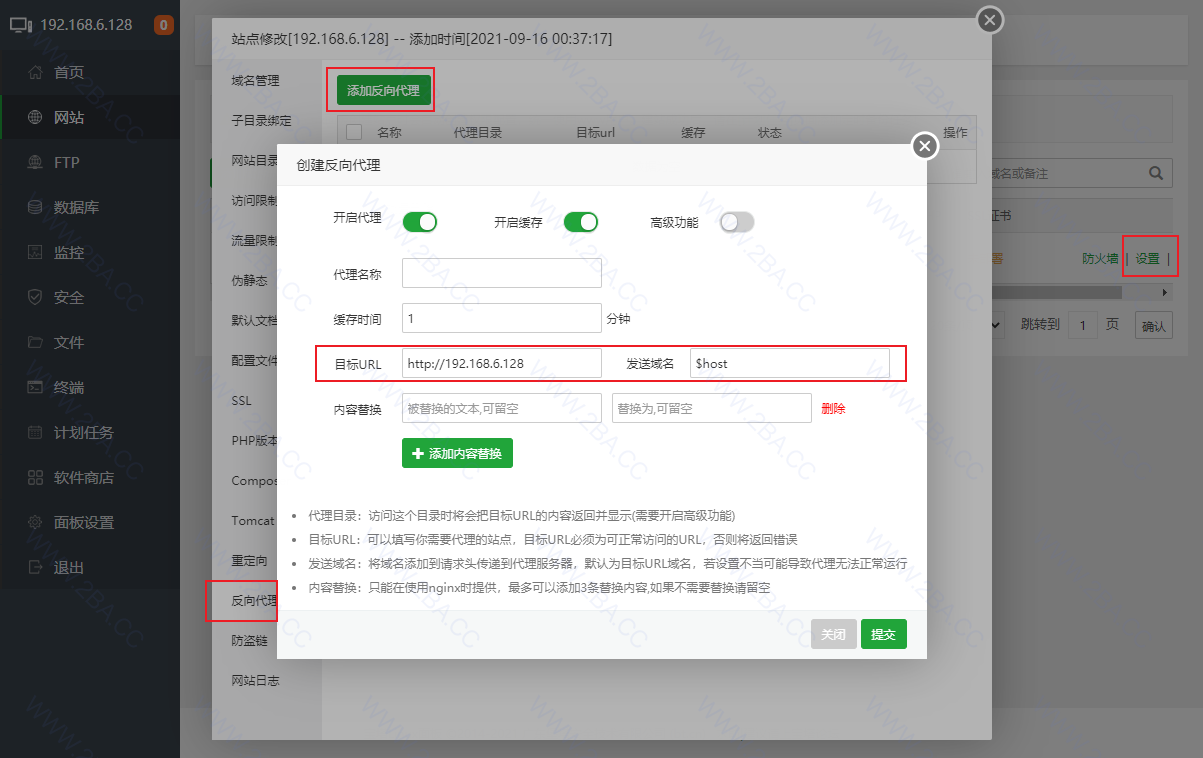 192.168.6.128
0
首页
网站
FTP
数据库
监控
安全
文件
终端
计划任务
软件商店
面板设置
退出
站点修改[192.168.6.128] -- 添加时间[2021-09-16 00:37:17]
域名管理
子目录绑定
网站目录
访问限制
流量限制
伪静态
默认文档
配置文件
SSL
PHP版本
Compos
Tomcat
重定向
反向代理
防盗链
网站日志
添加反向代理
名称 代理目录 目标url 缓存 状态 操作
域名或备注
证书
署 防火墙 | 设置 |
跳转到 1 页 确认
创建反向代理
开启代理 开启缓存 高级功能
代理名称
缓存时间 1 分钟
目标URL http://192.168.6.128 发送域名 $host
内容替换 被替换的文本,可留空 替换为,可留空 删除
添加内容替换
代理目录：访问这个目录时将会把目标URL的内容返回并显示(需要开启高级功能)
目标URL：可以填写你需要代理的站点，目标URL必须为可正常访问的URL，否则将返回错误
发送域名：将域名添加到请求头传递到代理服务器，默认为目标URL域名，若设置不当可能导致代理无法正常运行
内容替换：只能在使用nginx时提供，最多可以添加3条替换内容,如果不需要替换请留空
关闭 提交
WWW.2BA.CC